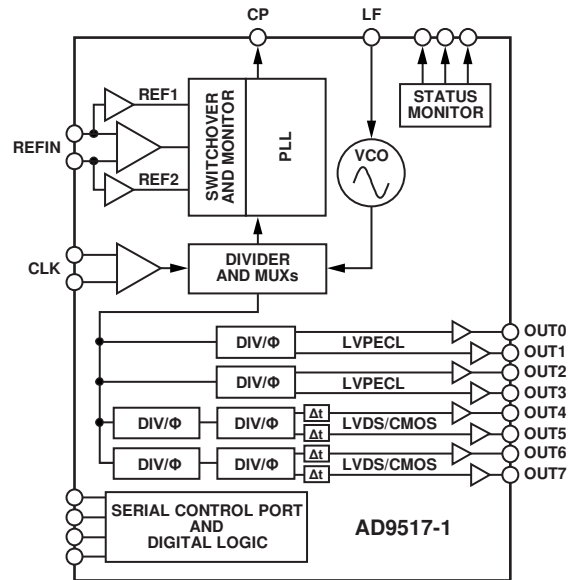 CP
LF
REF1
REFIN
REF2
SWITCHOVER
AND MONITOR
PLL
VCO
STATUS
MONITOR
CLK
DIVIDER
AND MUXs
DIV/Φ
LVPECL
OUT0
OUT1
DIV/Φ
LVPECL
OUT2
OUT3
DIV/Φ
DIV/Φ
Δt
Δt
LVDS/CMOS
OUT4
OUT5
DIV/Φ
DIV/Φ
Δt
Δt
LVDS/CMOS
OUT6
OUT7
SERIAL CONTROL PORT
AND
DIGITAL LOGIC
AD9517-1